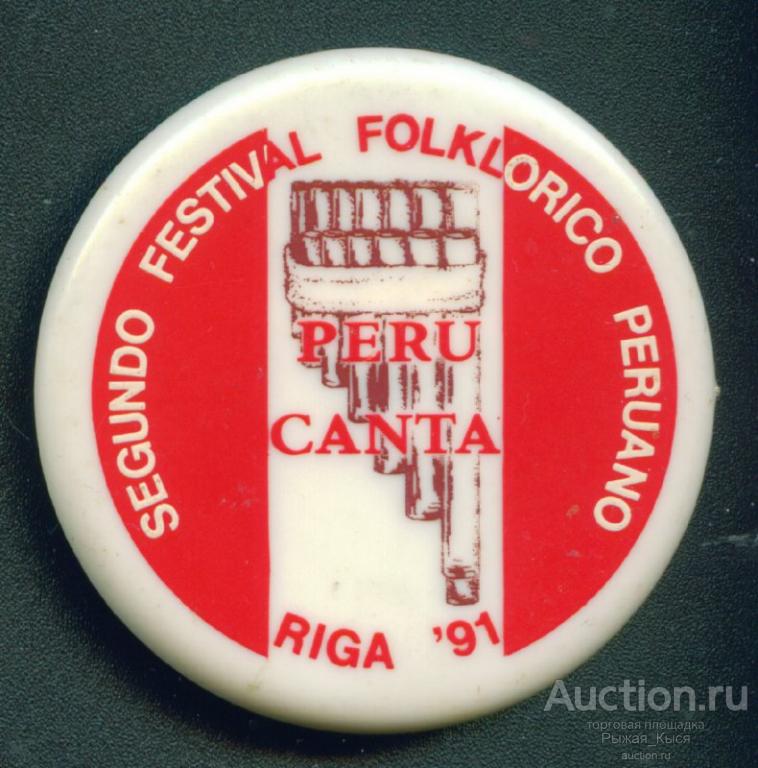 SEGUNDO FESTIVAL FOLKLORICO PERUANO
PERU
CANTA
RIGA '91
Auction.ru
торговая площадка
Рыжая_Кыся
auction.ru